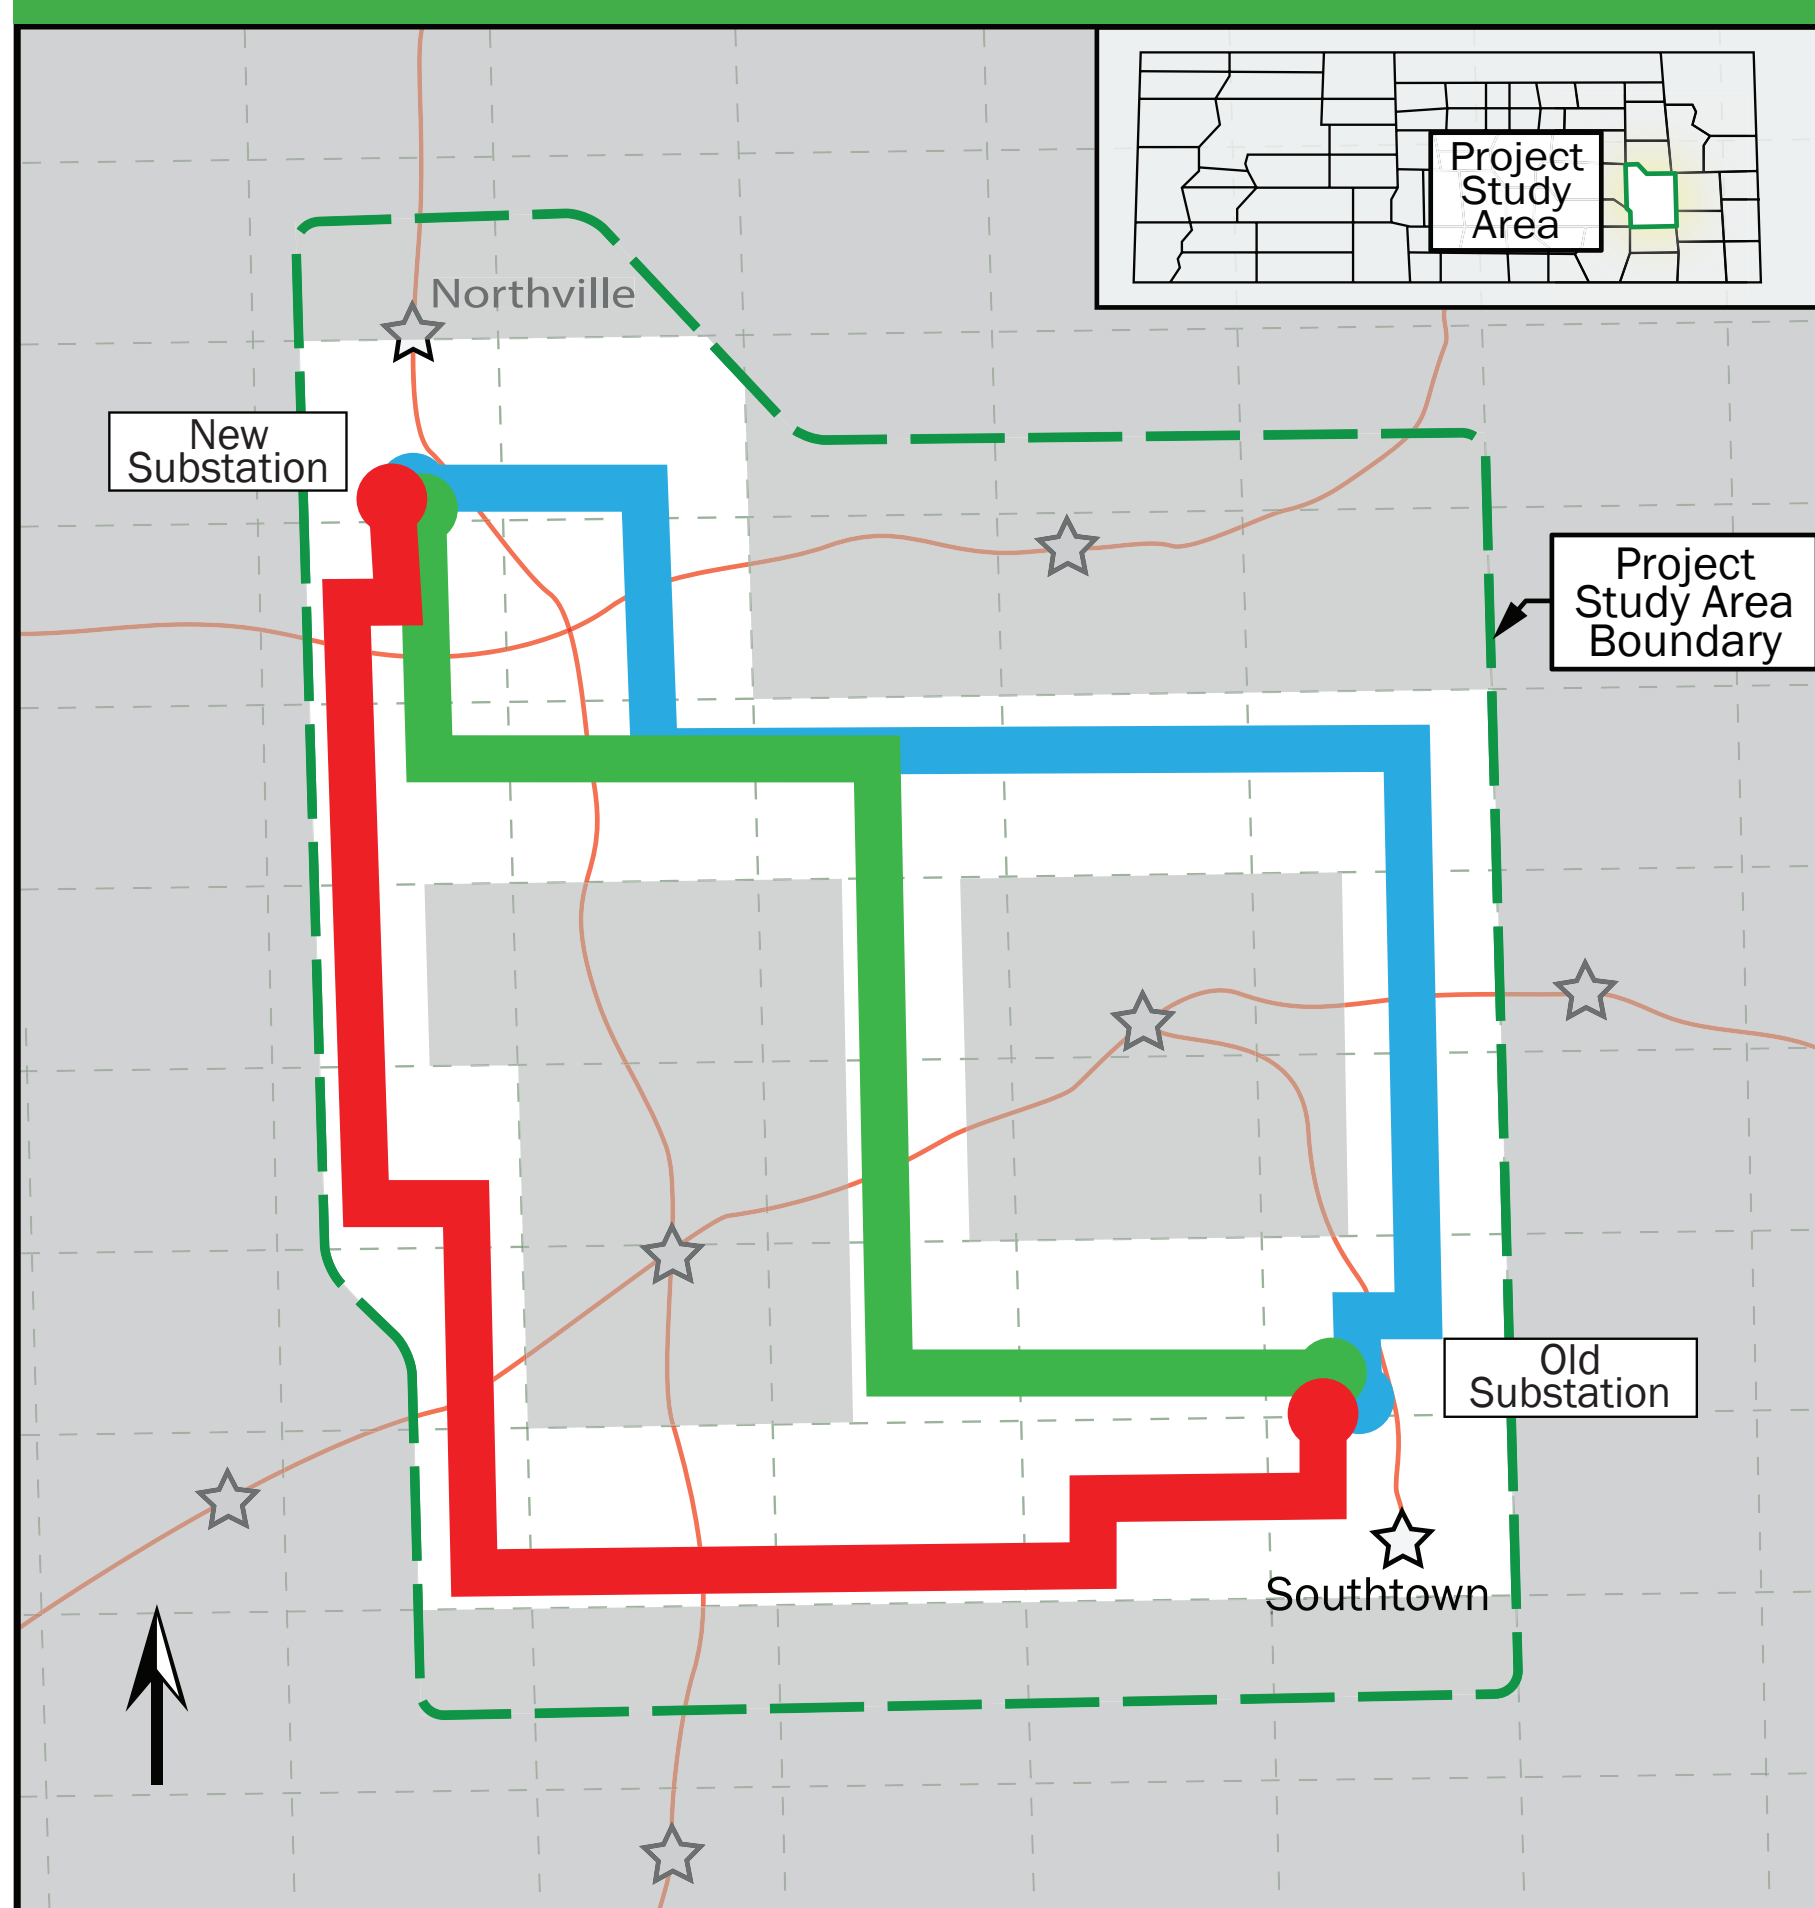 Project
Study
Area
Northville
New
Substation
Project
Study Area
Boundary
Old
Substation
Southtown